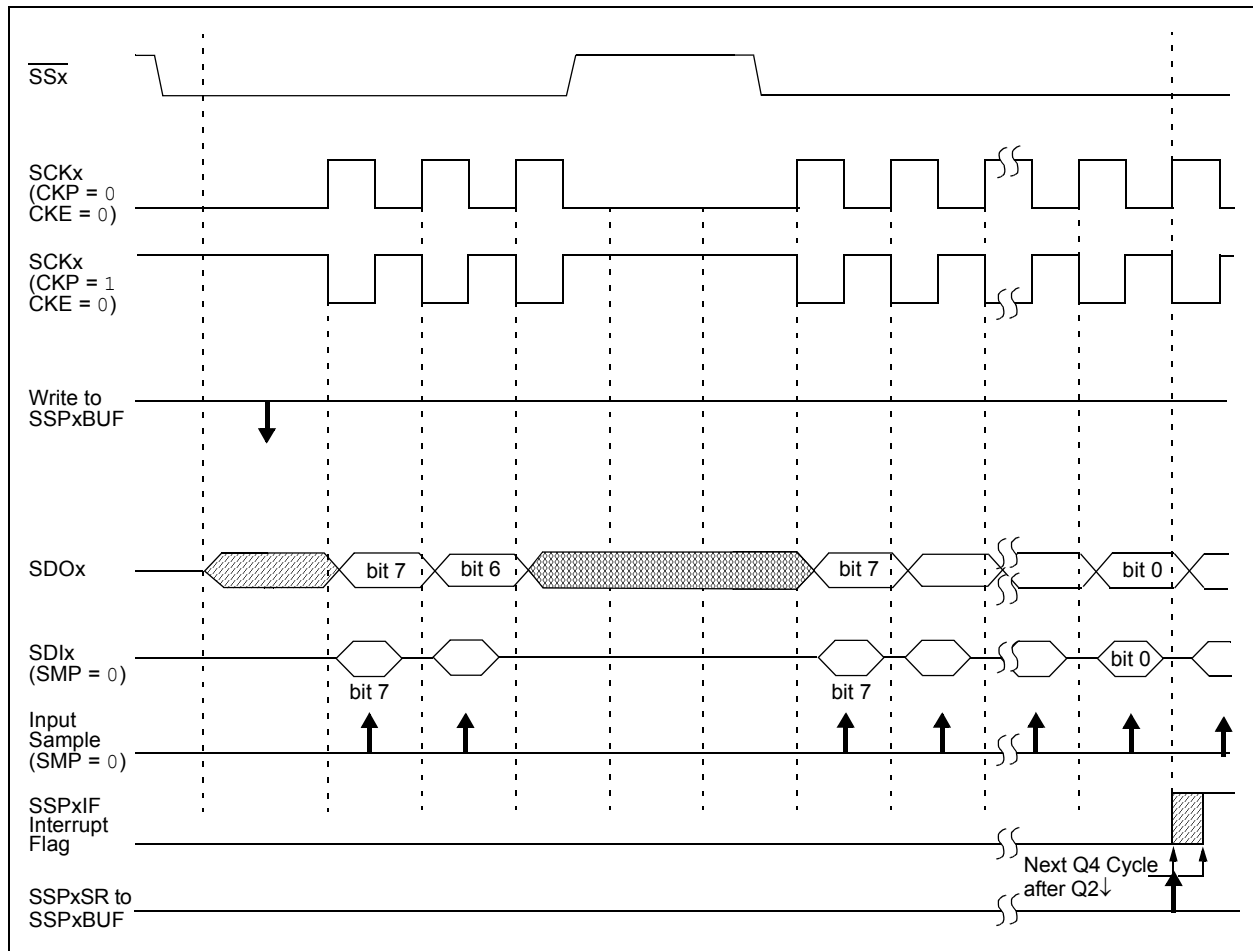 SSx
SCKx
(CKP = 0
CKE = 0)
SCKx
(CKP = 1
CKE = 0)
Write to
SSPxBUF
SDOx
bit 7
bit 6
bit 7
bit 0
SDIx
(SMP = 0)
bit 7
bit 7
bit 0
Input
Sample
(SMP = 0)
SSPxIF
Interrupt
Flag
Next Q4 Cycle
after Q2↓
SSPxSR to
SSPxBUF